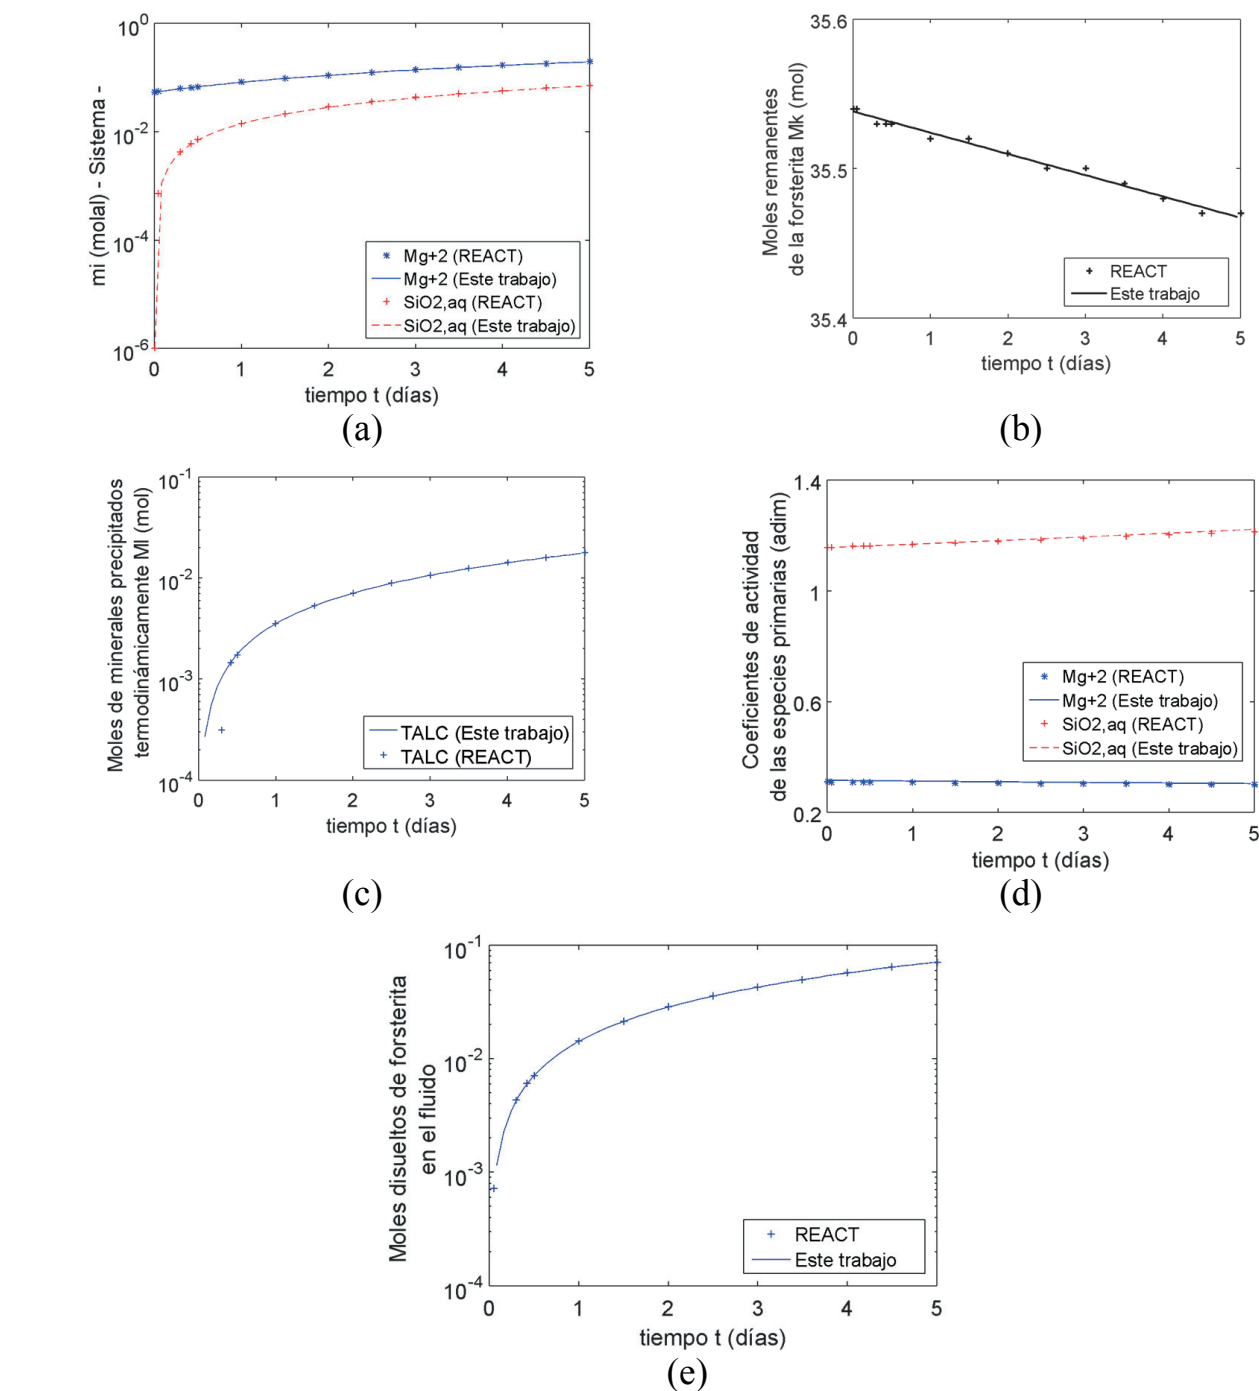 mi (molal) - Sistema -
10^0
10^-2
10^-4
10^-6
Mg+2 (REACT)
Mg+2 (Este trabajo)
SiO2,aq (REACT)
SiO2,aq (Este trabajo)
0 1 2 3 4 5
tiempo t (días)
(a)
Moles remanentes
de la forsterita Mk (mol)
35.6
35.5
35.4
REACT
Este trabajo
0 1 2 3 4 5
tiempo t (días)
(b)
Moles de minerales precipitados
termodinámicamente Ml (mol)
10^-1
10^-2
10^-3
10^-4
TALC (Este trabajo)
TALC (REACT)
0 1 2 3 4 5
tiempo t (días)
(c)
Coeficientes de actividad
de las especies primarias (adim)
1.4
1
0.6
0.2
Mg+2 (REACT)
Mg+2 (Este trabajo)
SiO2,aq (REACT)
SiO2,aq (Este trabajo)
0 1 2 3 4 5
tiempo t (días)
(d)
Moles disueltos de forsterita
en el fluido
10^-1
10^-2
10^-3
10^-4
REACT
Este trabajo
0 1 2 3 4 5
tiempo t (días)
(e)